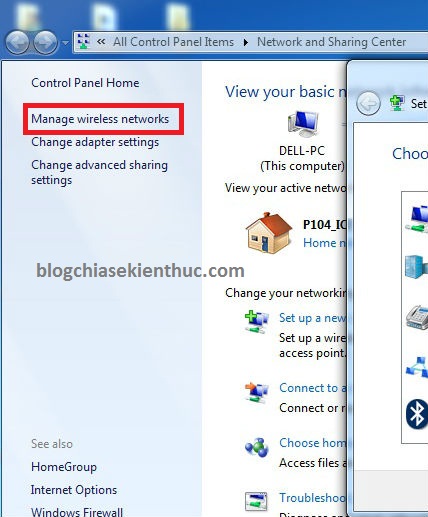 All Control Panel Items
Network and Sharing Center
Control Panel Home
Manage wireless networks
Change adapter settings
Change advanced sharing
settings
See also
HomeGroup
Internet Options
Windows Firewall
View your basic
DELL-PC
(This computer)
View your active netwo
P104_IC
Home n
Change your networkin
Set up a new
Set up a wire
access point.
Connect to a
Connect or r
Choose hom
Access files a
Troubleshoo
Set
Choo
blogchiasekienthuc.com